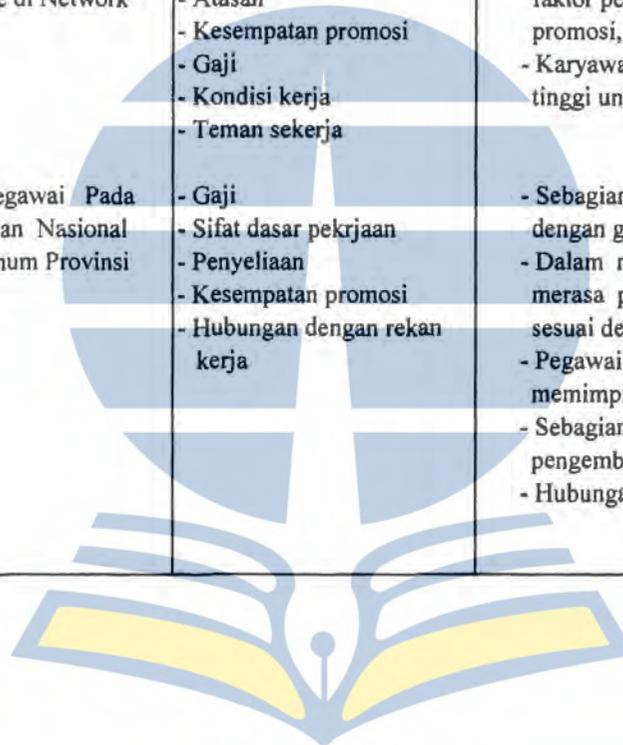 di Network
- Atasan
- Kesempatan promosi
- Gaji
- Kondisi kerja
- Teman sekerja
faktor
promosi,
- Karyawa
tinggi un
egawai Pada
an Nasional
num Provinsi
- Gaji
- Sifat dasar pekrjaan
- Penyeliaan
- Kesempatan promosi
- Hubungan dengan rekan
kerja
- Sebagian
dengan g
- Dalam
merasa p
sesuai de
- Pegawai
memimp
- Sebagian
pengemb
- Hubunga